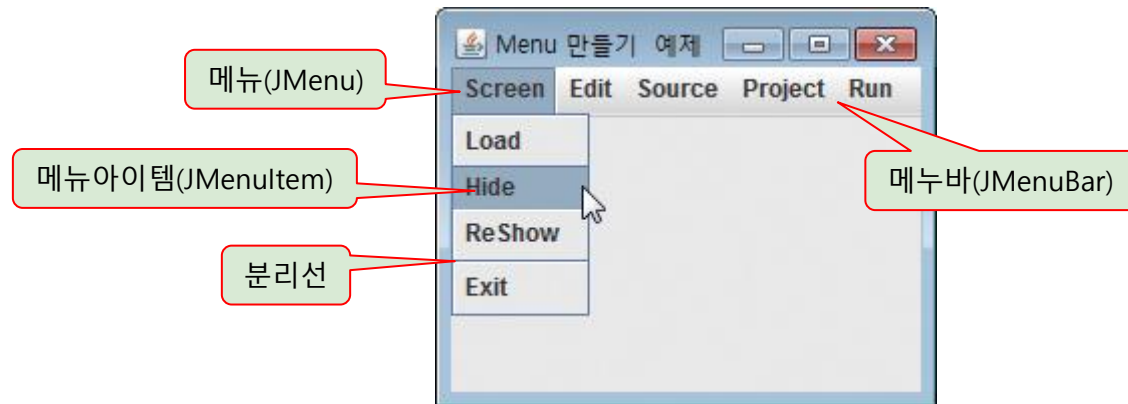 Menu 만들기 예제
메뉴(JMenu)
Screen Edit Source Project Run
Load
메뉴아이템(JMenuItem)
Hide
메누바(JMenuBar)
ReShow
분리선
Exit